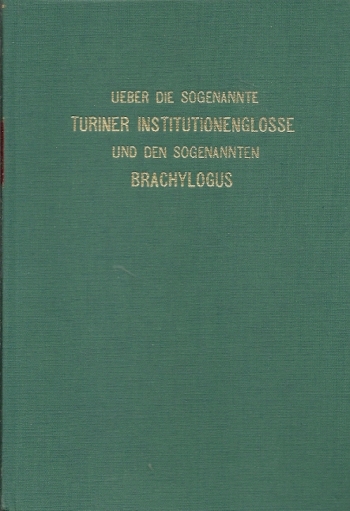 UEBER DIE SOGENANNTE
TURINER INSTITUTIONENGLOSSE
UND DEN SOGENANNTEN
BRACHYLOGUS